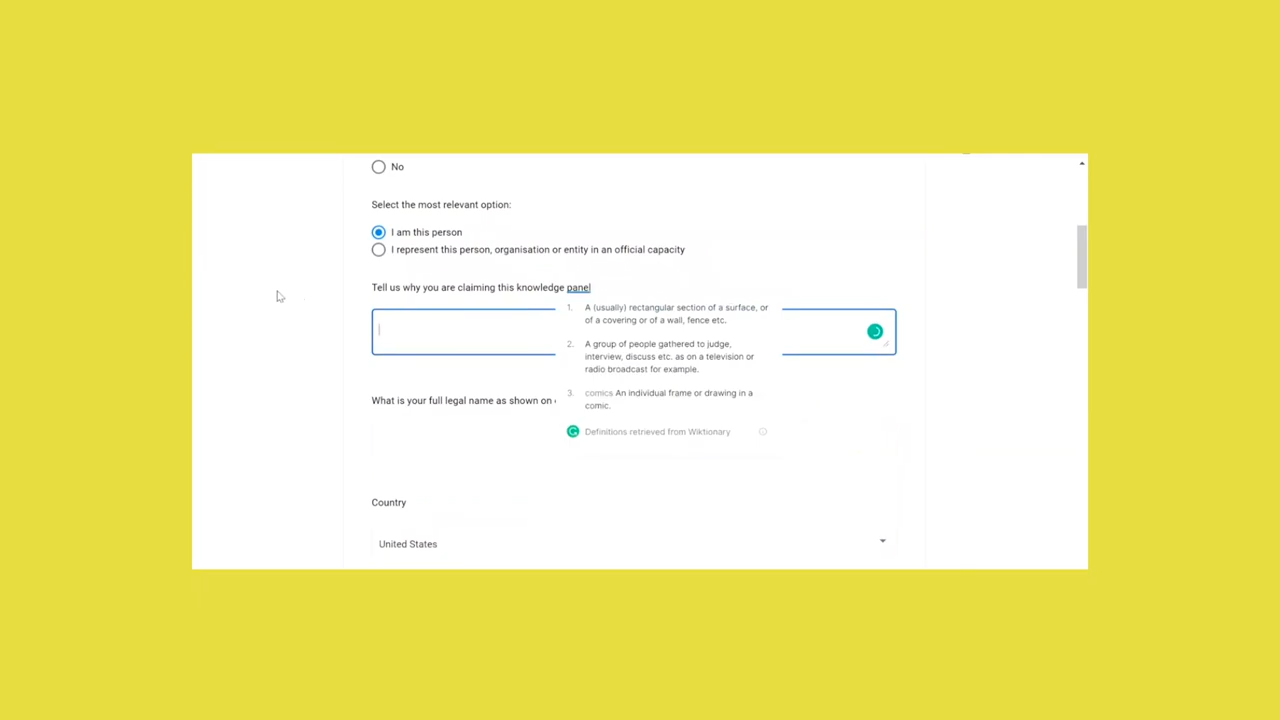 No
Select the most relevant option:
I am this person
I represent this person, organisation or entity in an official capacity
Tell us why you are claiming this knowledge panel
1. A (usually) rectangular section of a surface, or
of a covering or of a wall, fence etc.
2. A group of people gathered to judge,
interview, discuss etc. as on a television or
radio broadcast for example.
3. comics An individual frame or drawing in a
comic.
What is your full legal name as shown on
Definitions retrieved from Wiktionary
Country
United States